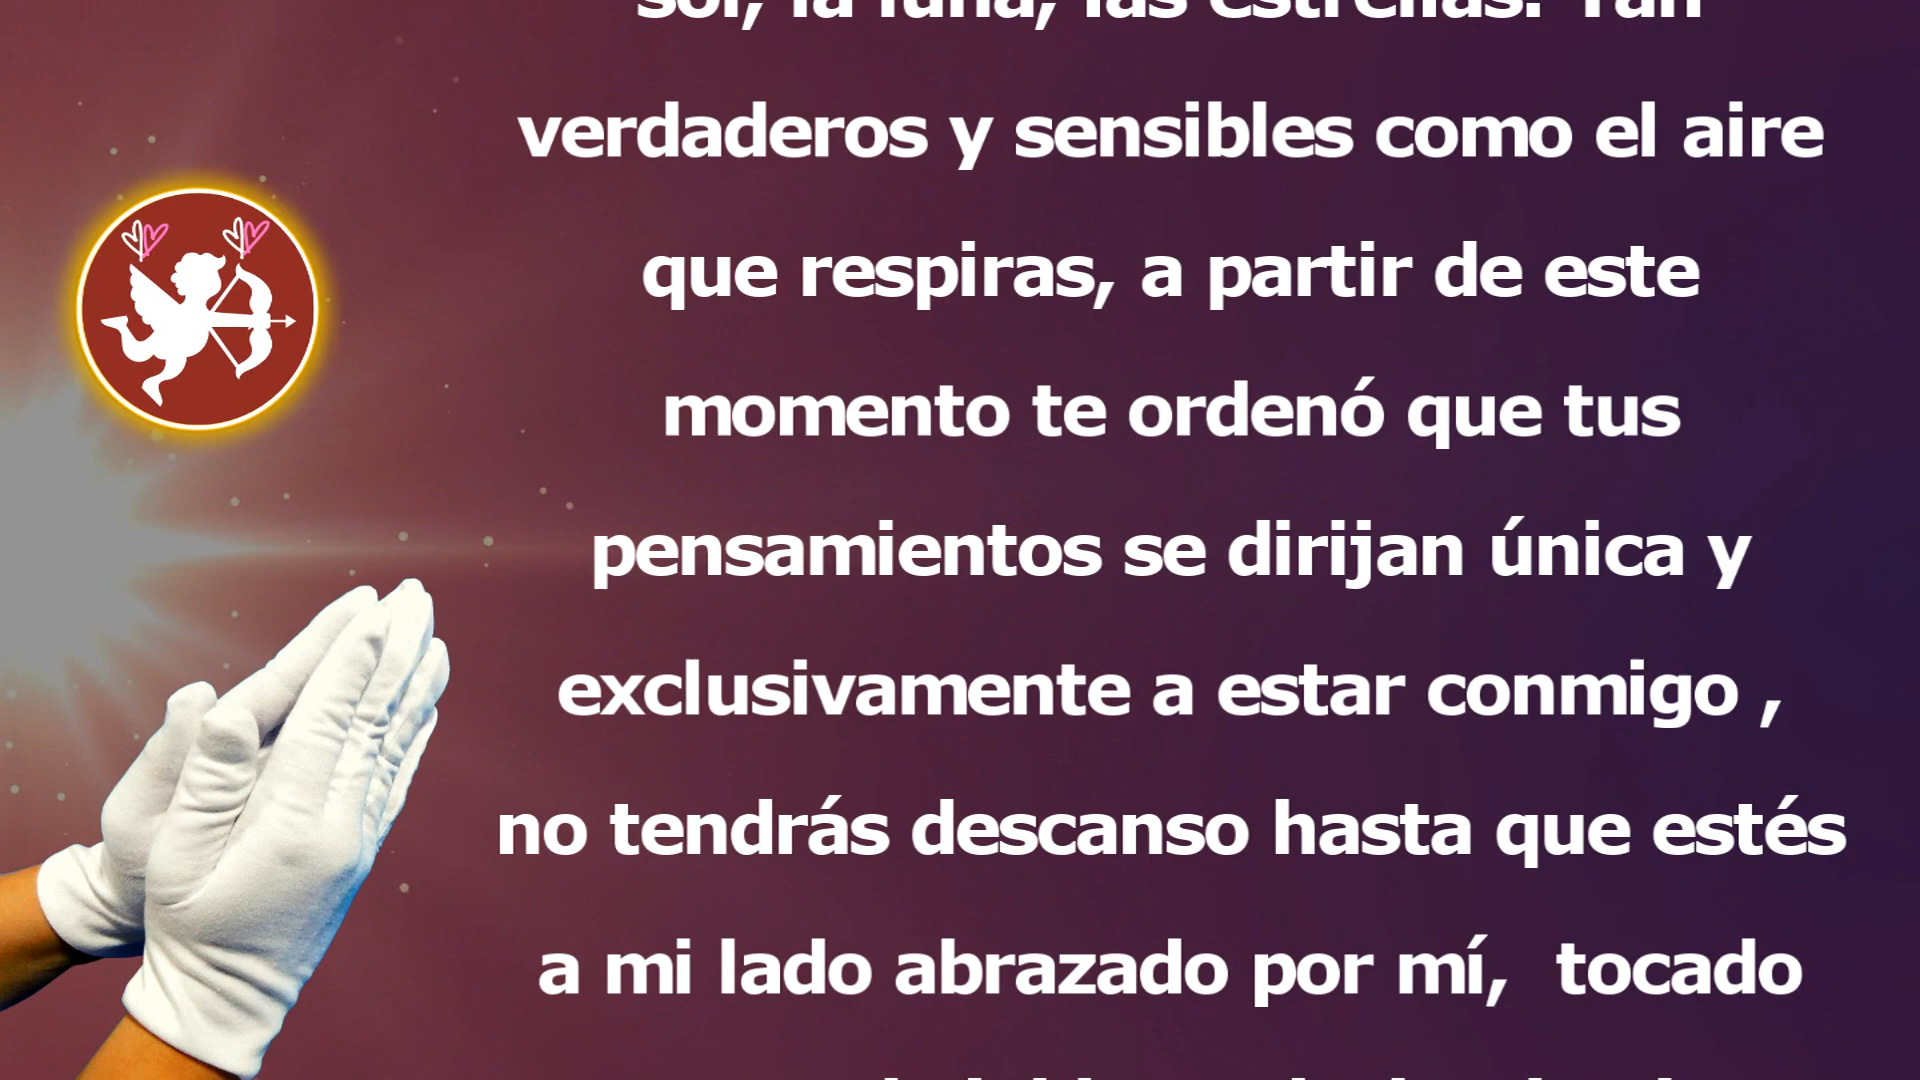 sol, la luna, las estrellas. Tan
verdaderos y sensibles como el aire
que respiras, a partir de este
momento te ordenó que tus
pensamientos se dirijan única y
exclusivamente a estar conmigo ,
no tendrás descanso hasta que estés
a mi lado abrazado por mí,  tocado